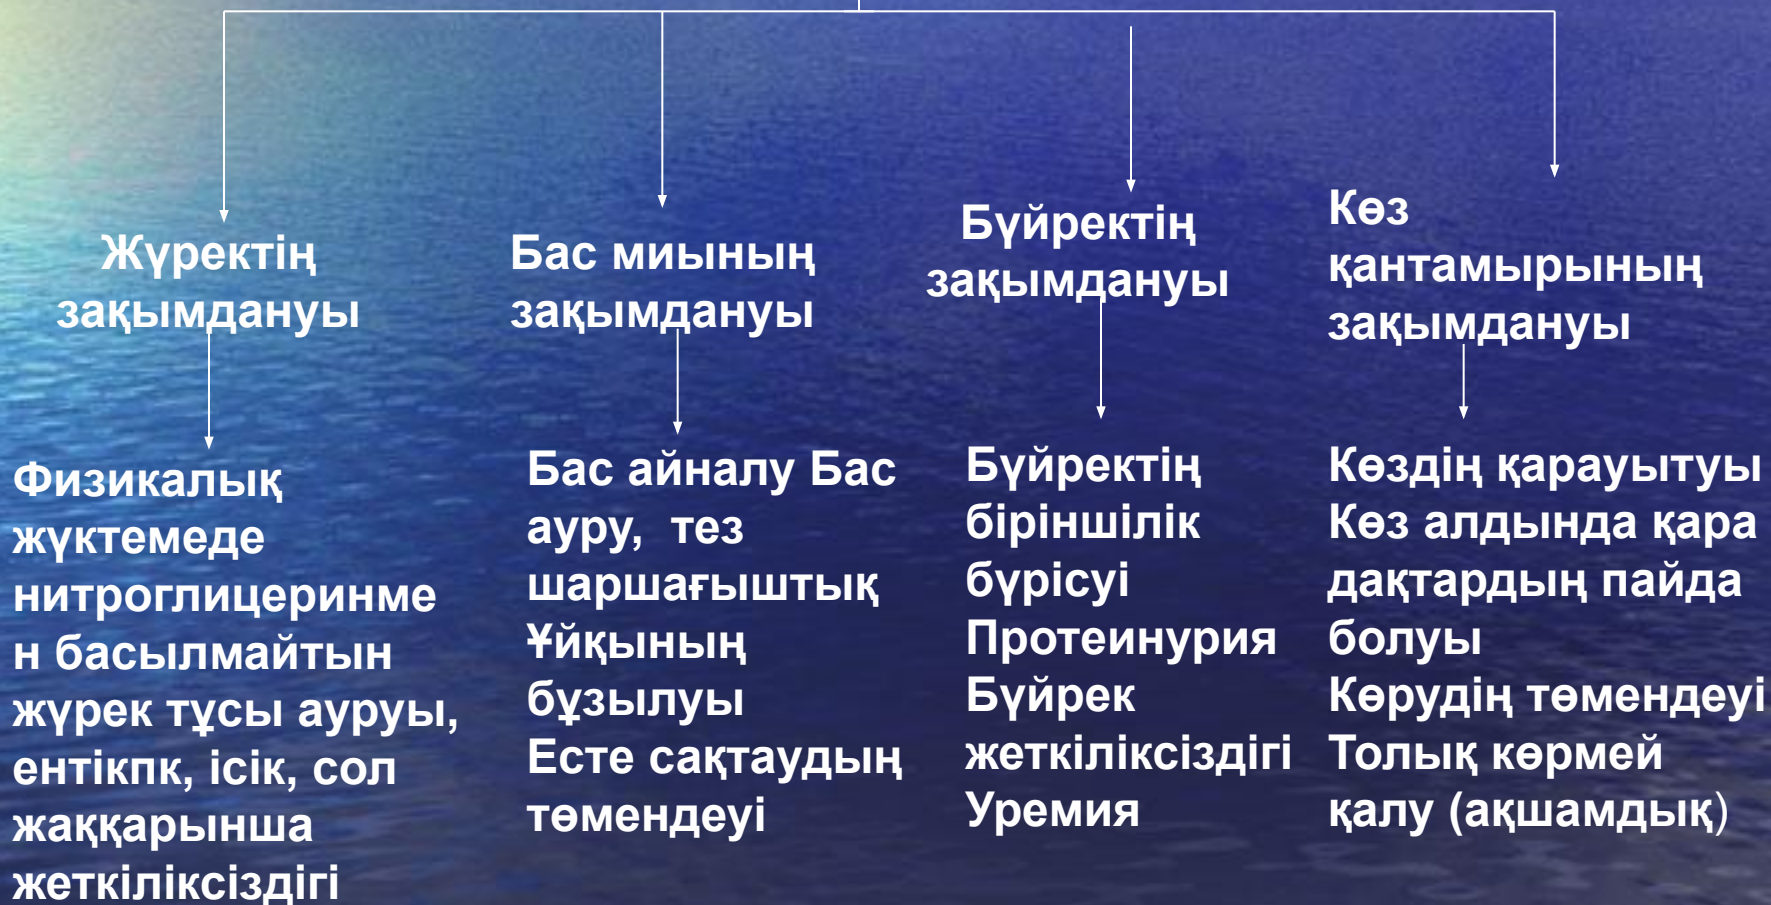 Жүректің
зақымдануы
Бас миының
зақымдануы
Бүйректің
зақымдануы
Көз
қантамырының
зақымдануы
Физикалық
жүктемеде
нитроглицеринме
н басылмайтын
жүрек тұсы ауруы,
ентікпк, ісік, сол
жаққарынша
жеткіліксіздігі
Бас айналу Бас
ауру, тез
шаршағыштық
Ұйқының
бұзылуы
Есте сақтаудың
төмендеуі
Бүйректің
біріншілік
бүрісуі
Протеинурия
Бүйрек
жеткіліксіздігі
Уремия
Көздің қарауытуы
Көз алдында қара
дақтардың пайда
болуы
Көрудің төмендеуі
Толық көрмей
қалу (ақшамдық)